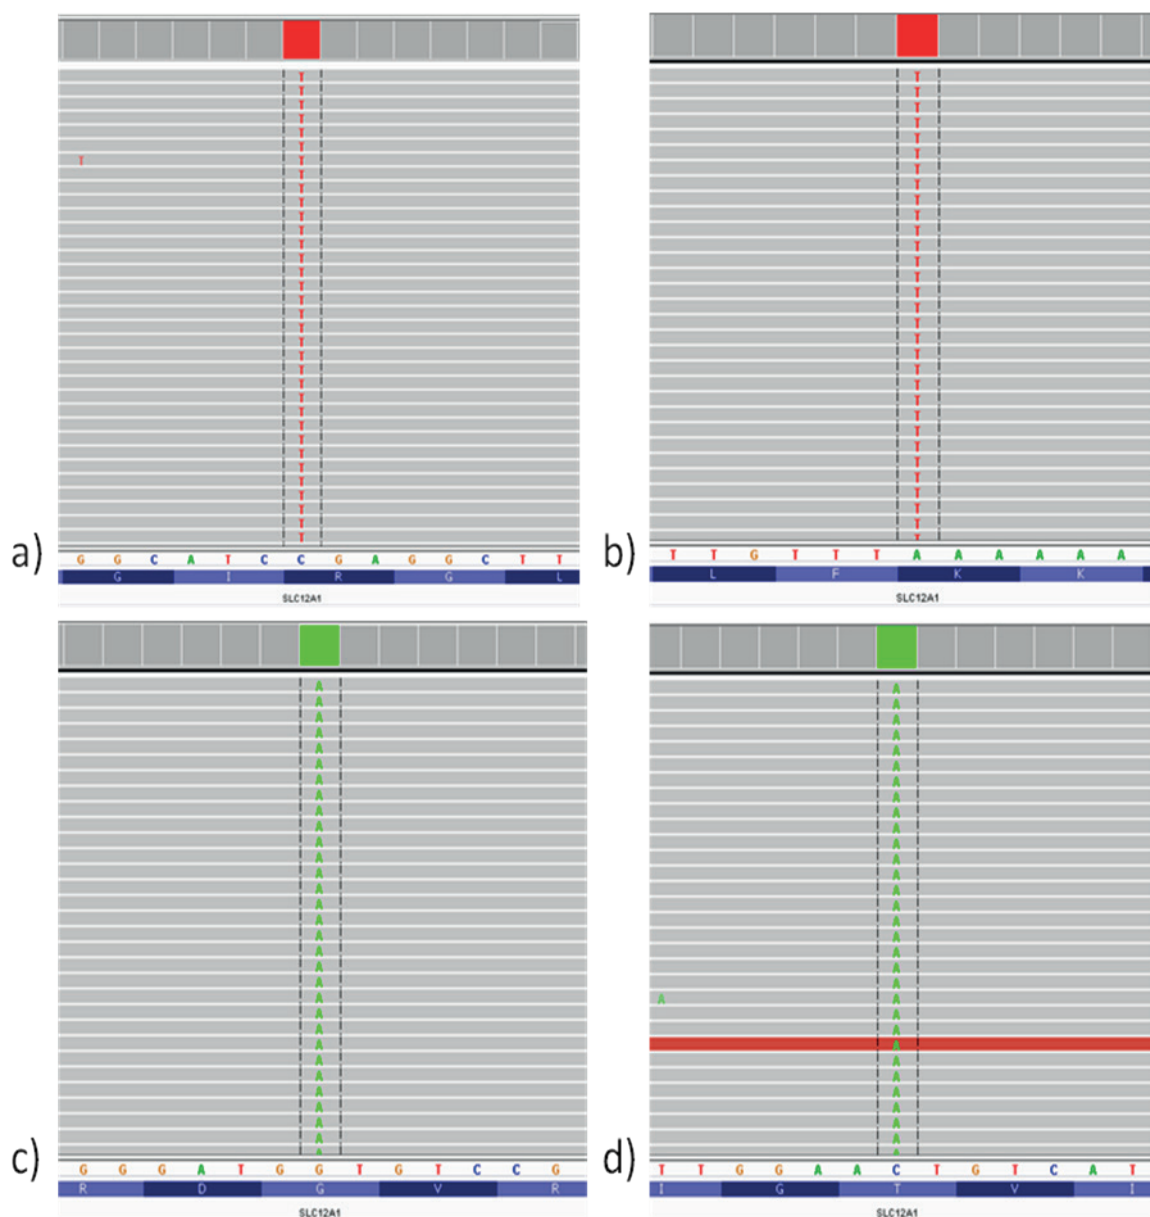 a)
G G C A T C C G A G G C T T
G I R G L
SLC12A1
b)
T T G T T T A A A A A A
L F K K
SLC12A1
c)
G G G A T G G T G T C C G
R D G V R
SLC12A1
d)
T T G G A A C T G T C A T
I G T V I
SLC12A1